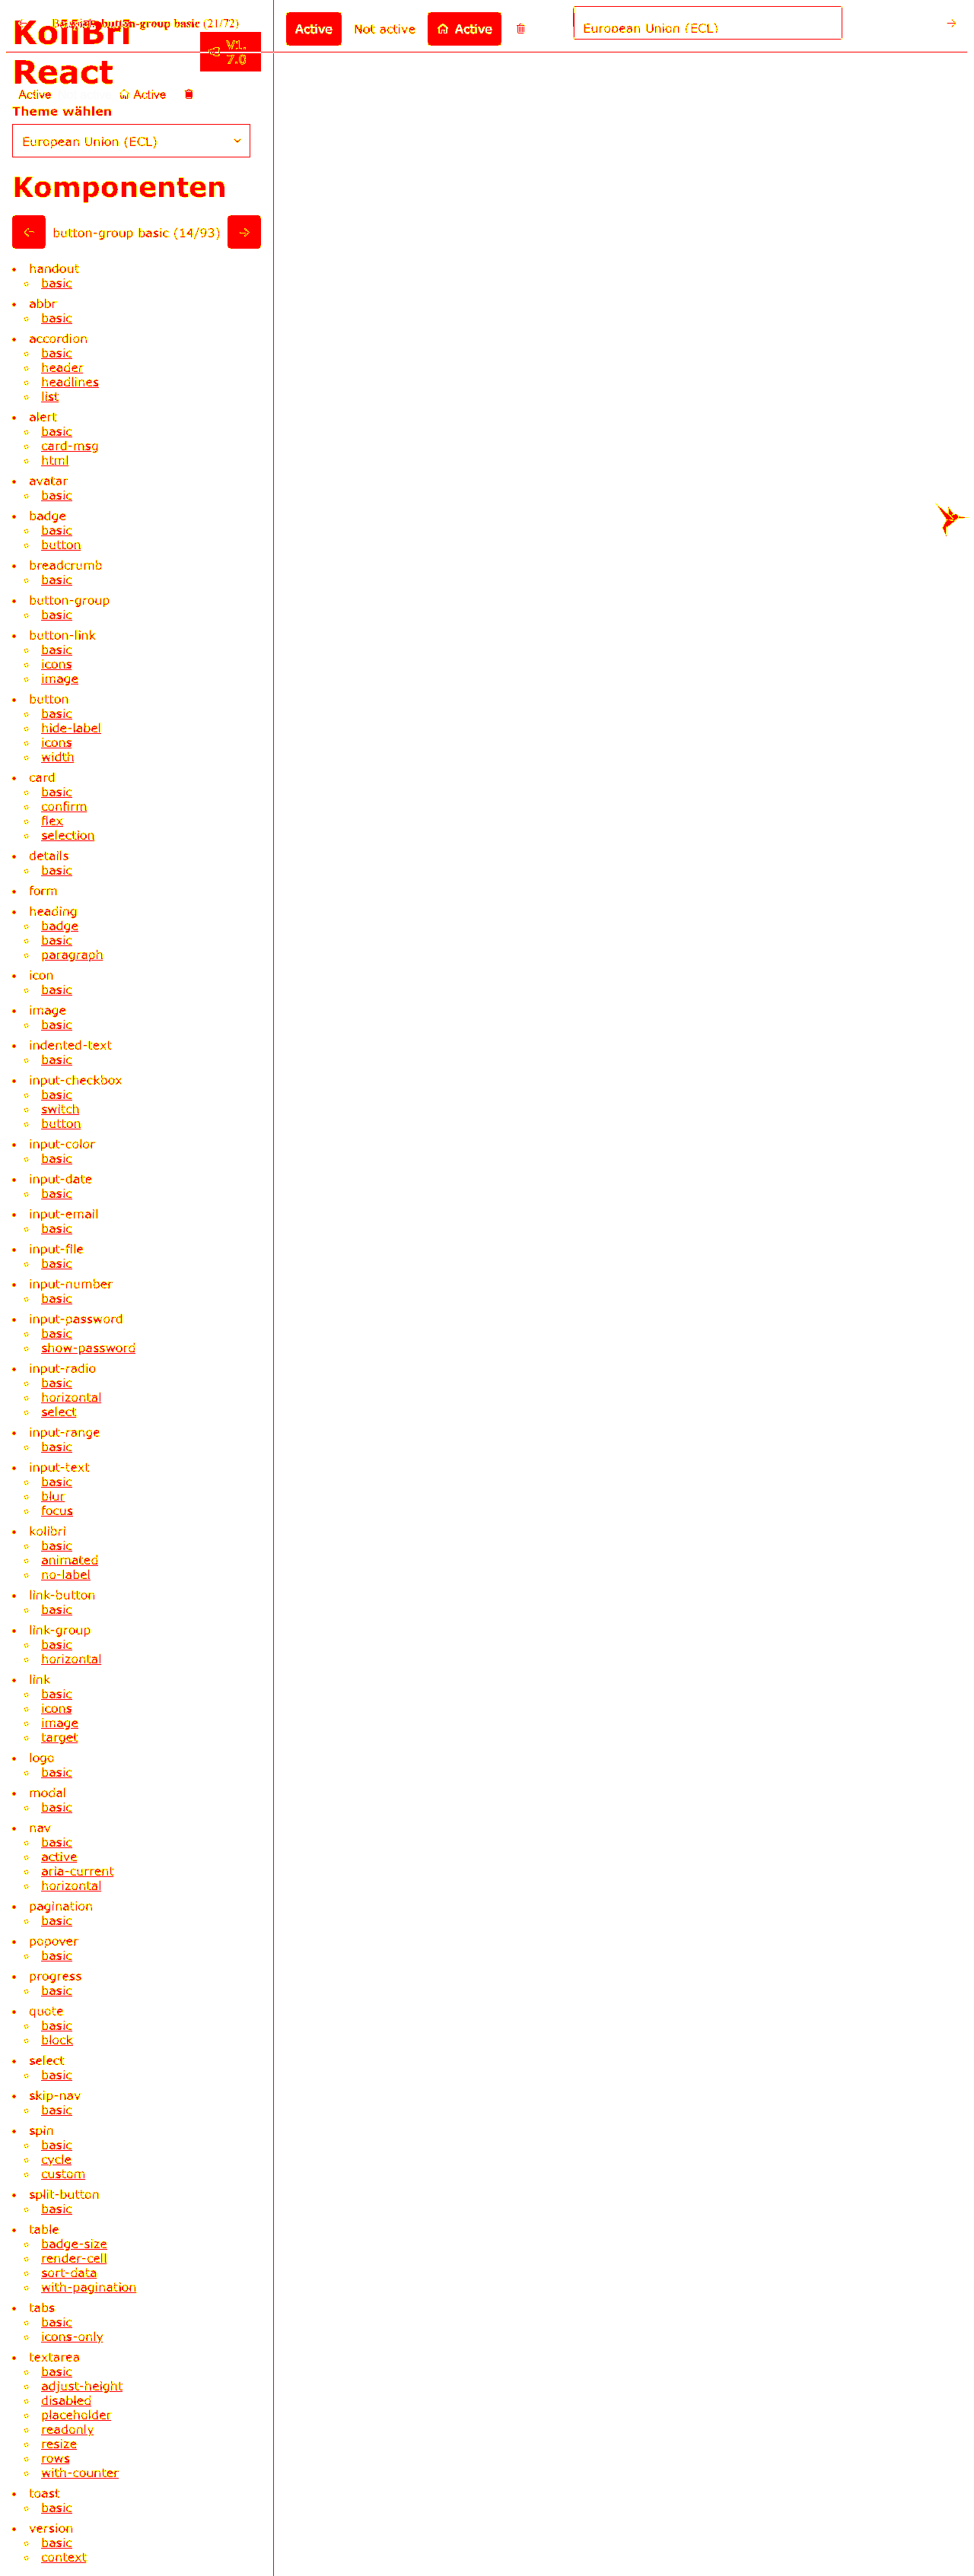 KoliBri
React
V1.
7.0
button-group basic (21/72)
Active
Not active
Active
European Union (ECL)
Active
Active
Theme wählen
European Union (ECL)
Komponenten
button-group basic (14/93)
handout
basic
abbr
basic
accordion
basic
header
headlines
list
alert
basic
card-msg
html
avatar
basic
badge
basic
button
breadcrumb
basic
button-group
basic
button-link
basic
icons
image
button
basic
hide-label
icons
width
card
basic
confirm
flex
selection
details
basic
form
heading
badge
basic
paragraph
icon
basic
image
basic
indented-text
basic
input-checkbox
basic
switch
button
input-color
basic
input-date
basic
input-email
basic
input-file
basic
input-number
basic
input-password
basic
show-password
input-radio
basic
horizontal
select
input-range
basic
input-text
basic
blur
focus
kolibri
basic
animated
no-label
link-button
basic
link-group
basic
horizontal
link
basic
icons
image
target
logo
basic
modal
basic
nav
basic
active
aria-current
horizontal
pagination
basic
popover
basic
progress
basic
quote
basic
block
select
basic
skip-nav
basic
spin
basic
cycle
custom
split-button
basic
table
badge-size
render-cell
sort-data
with-pagination
tabs
basic
icons-only
textarea
basic
adjust-height
disabled
placeholder
readonly
resize
rows
with-counter
toast
basic
version
basic
context